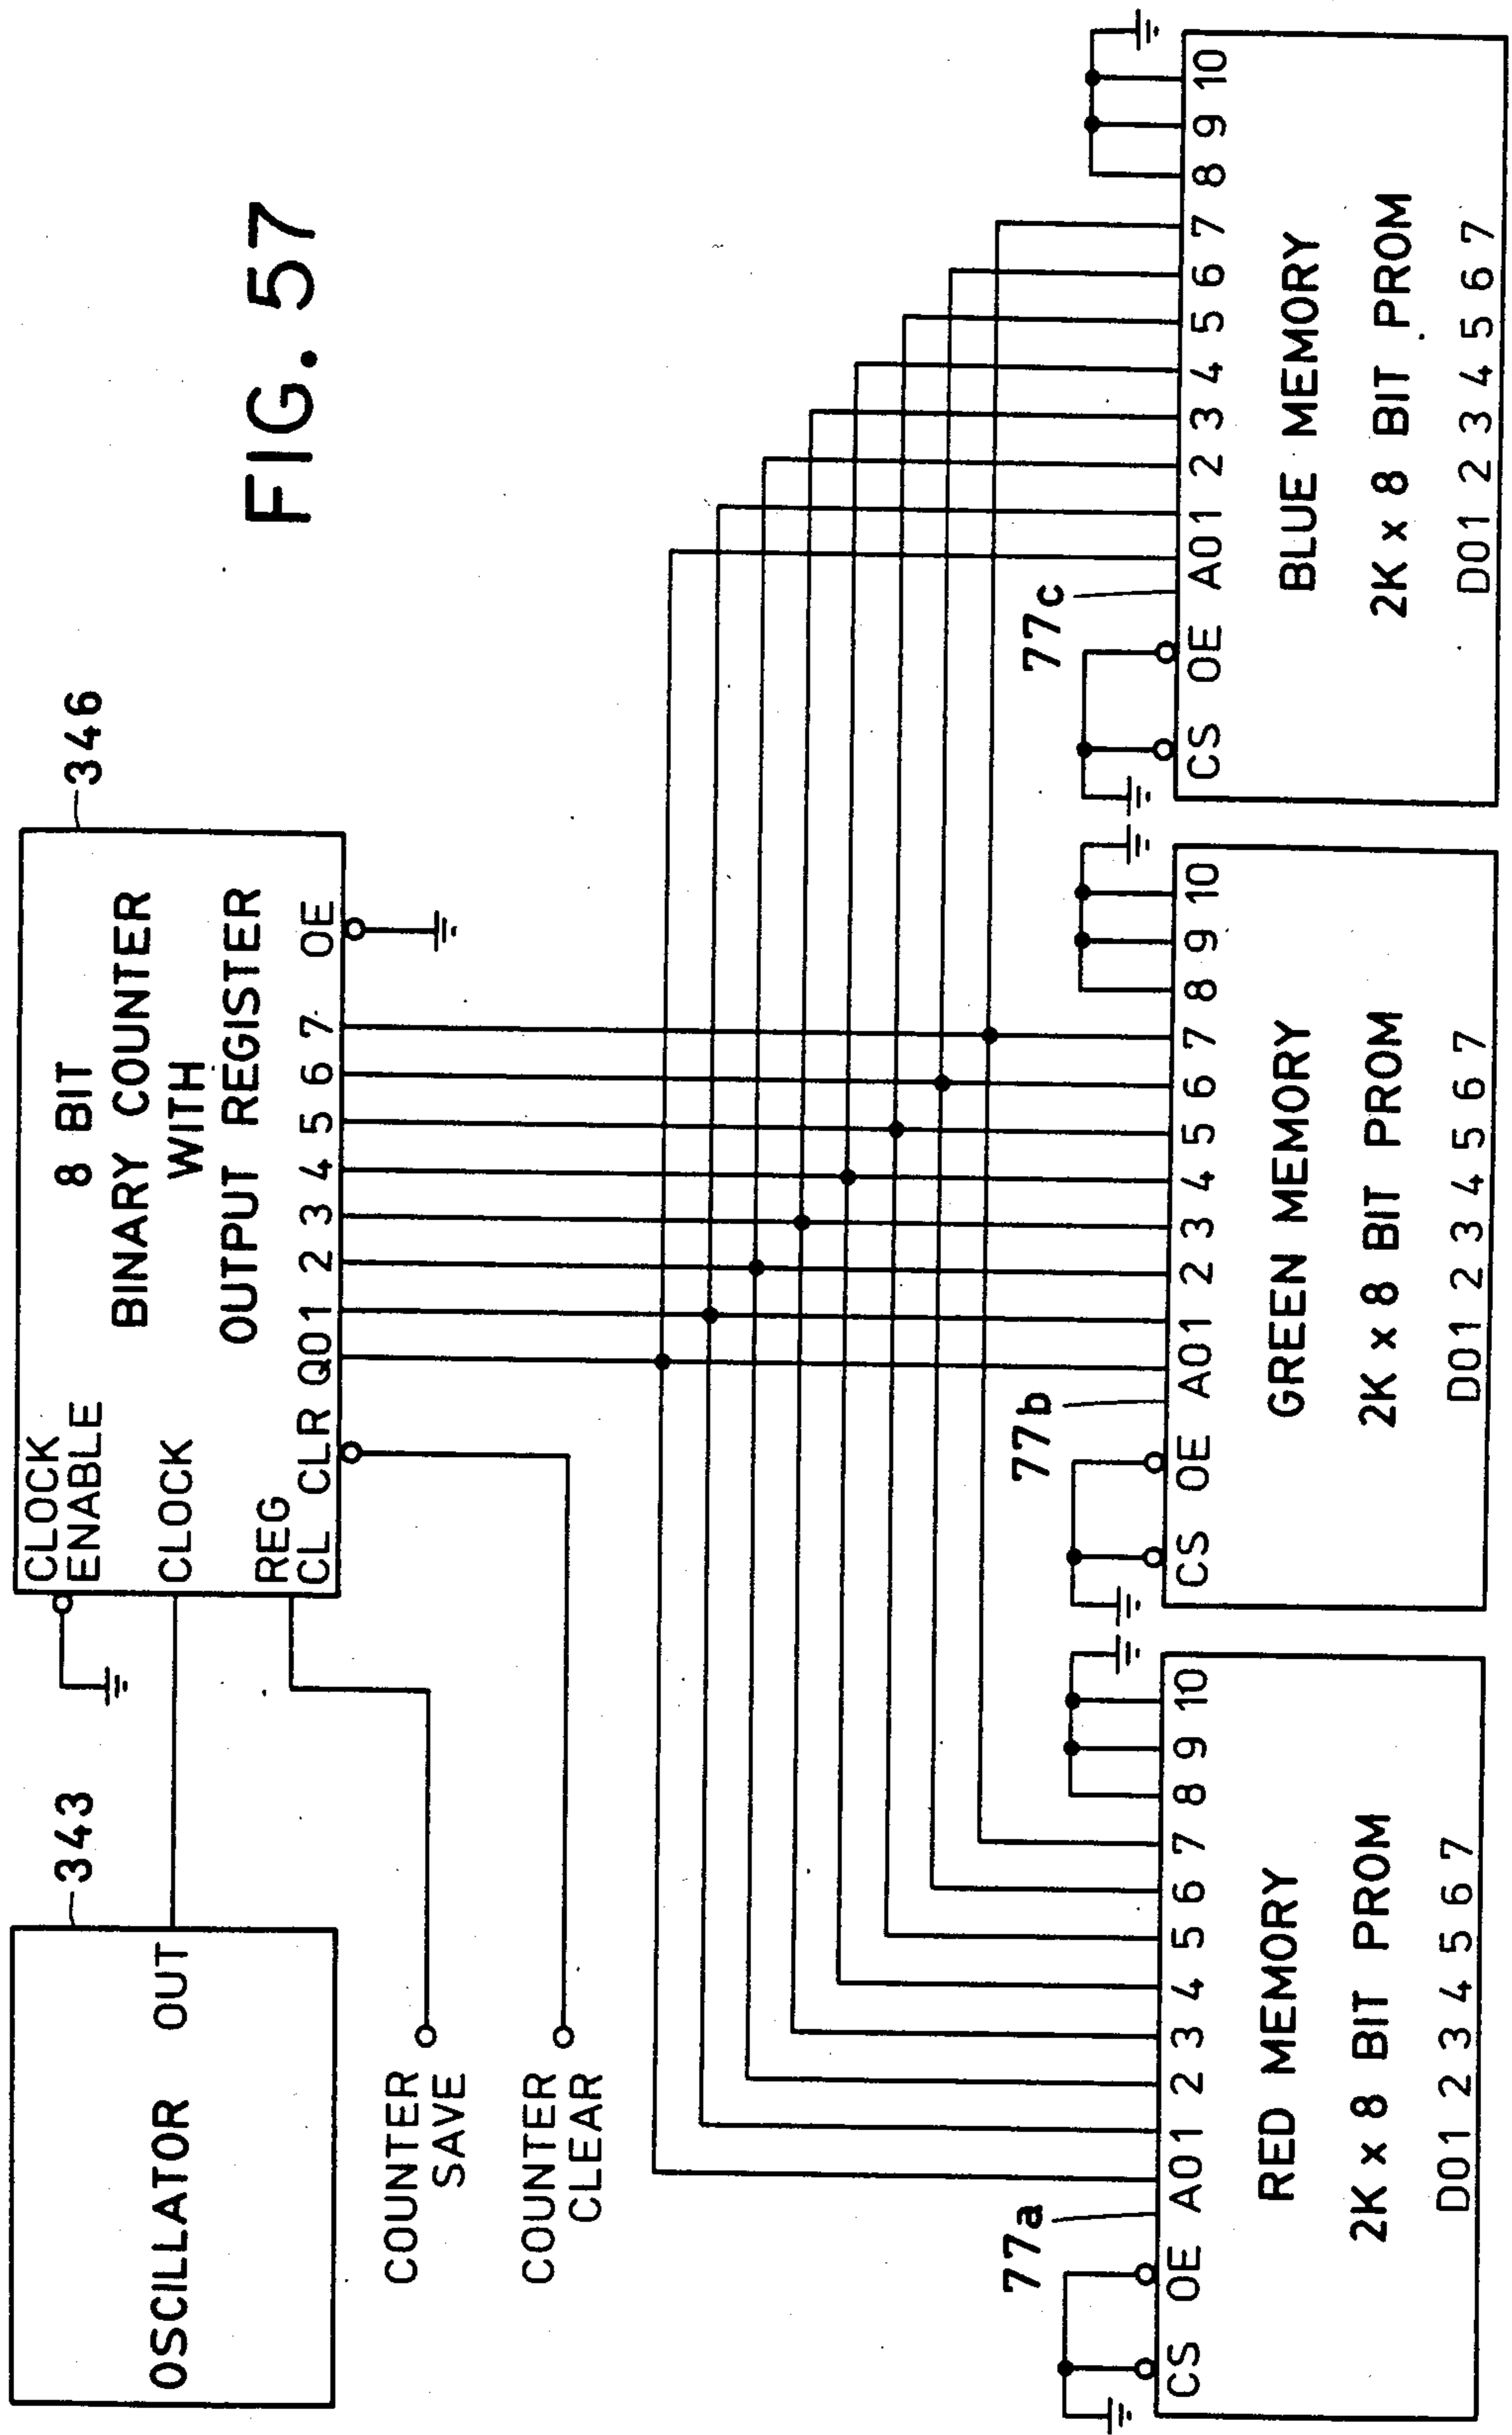 FIG. 57
343
346
OSCILLATOR OUT
CLOCK
ENABLE
CLOCK
REG
CL CLR Q01 2 3 4 5 6 7 OE
8 BIT
BINARY COUNTER
WITH
OUTPUT REGISTER
COUNTER
SAVE
COUNTER
CLEAR
77a
CS OE A01 2 3 4 5 6 7 8 9 10
RED MEMORY
2K x 8 BIT PROM
D01 2 3 4 5 6 7
77b
CS OE A01 2 3 4 5 6 7 8 9 10
GREEN MEMORY
2K x 8 BIT PROM
D01 2 3 4 5 6 7
77c
CS OE A01 2 3 4 5 6 7 8 9 10
BLUE MEMORY
2K x 8 BIT PROM
D01 2 3 4 5 6 7